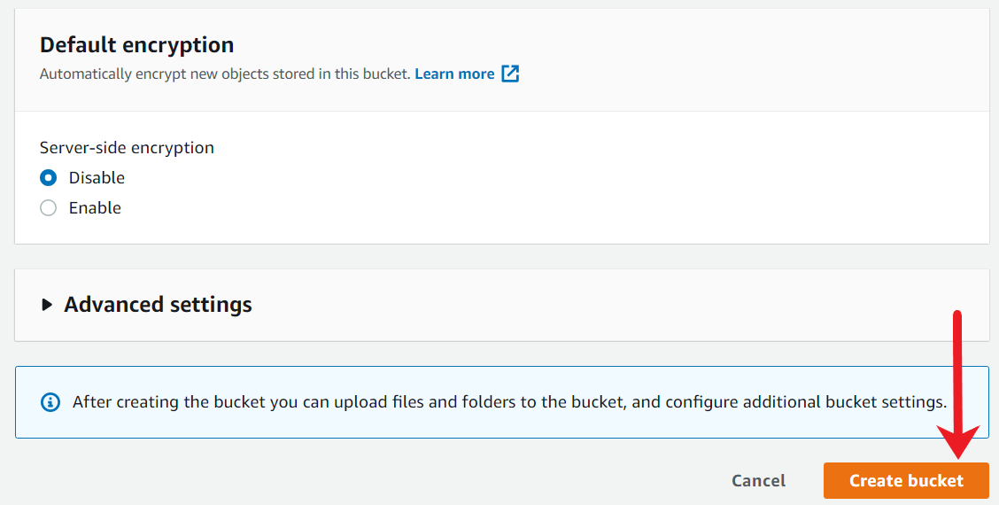 Default encryption
Automatically encrypt new objects stored in this bucket. Learn more
Server-side encryption
Disable
Enable
Advanced settings
After creating the bucket you can upload files and folders to the bucket, and configure additional bucket settings.
Cancel Create bucket